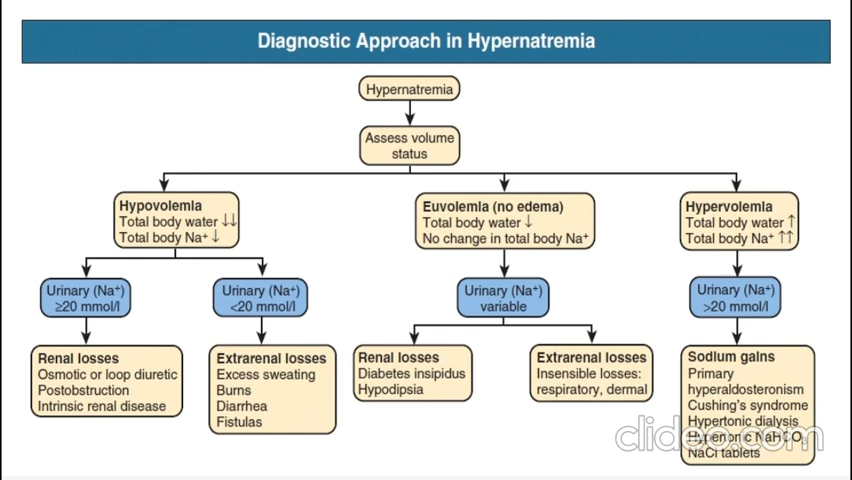 Diagnostic Approach in Hypernatremia
Hypernatremia
Assess volume
status
Hypovolemia
Total body water ↓↓
Total body Na⁺ ↓
Euvolemia (no edema)
Total body water ↓
No change in total body Na⁺
Hypervolemia
Total body water ↑
Total body Na⁺ ↑↑
Urinary (Na⁺)
≥20 mmol/l
Urinary (Na⁺)
<20 mmol/l
Urinary (Na⁺)
variable
Urinary (Na⁺)
>20 mmol/l
Renal losses
Osmotic or loop diuretic
Postobstruction
Intrinsic renal disease
Extrarenal losses
Excess sweating
Burns
Diarrhea
Fistulas
Renal losses
Diabetes insipidus
Hypodipsia
Extrarenal losses
Insensible losses:
respiratory, dermal
Sodium gains
Primary
hyperaldosteronism
Cushing's syndrome
Hypertonic dialysis
Hypertonic NaHCO₃
NaCl tablets
clideo.com